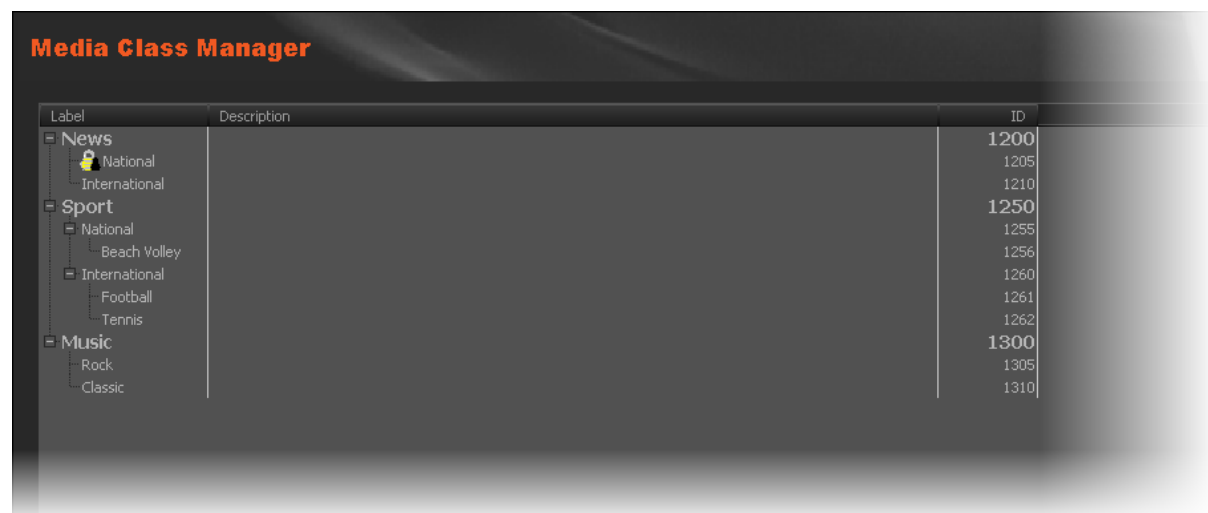 Media Class Manager
Label Description ID
News 1200
National 1205
International 1210
Sport 1250
National 1255
Beach Volley 1256
International 1260
Football 1261
Tennis 1262
Music 1300
Rock 1305
Classic 1310